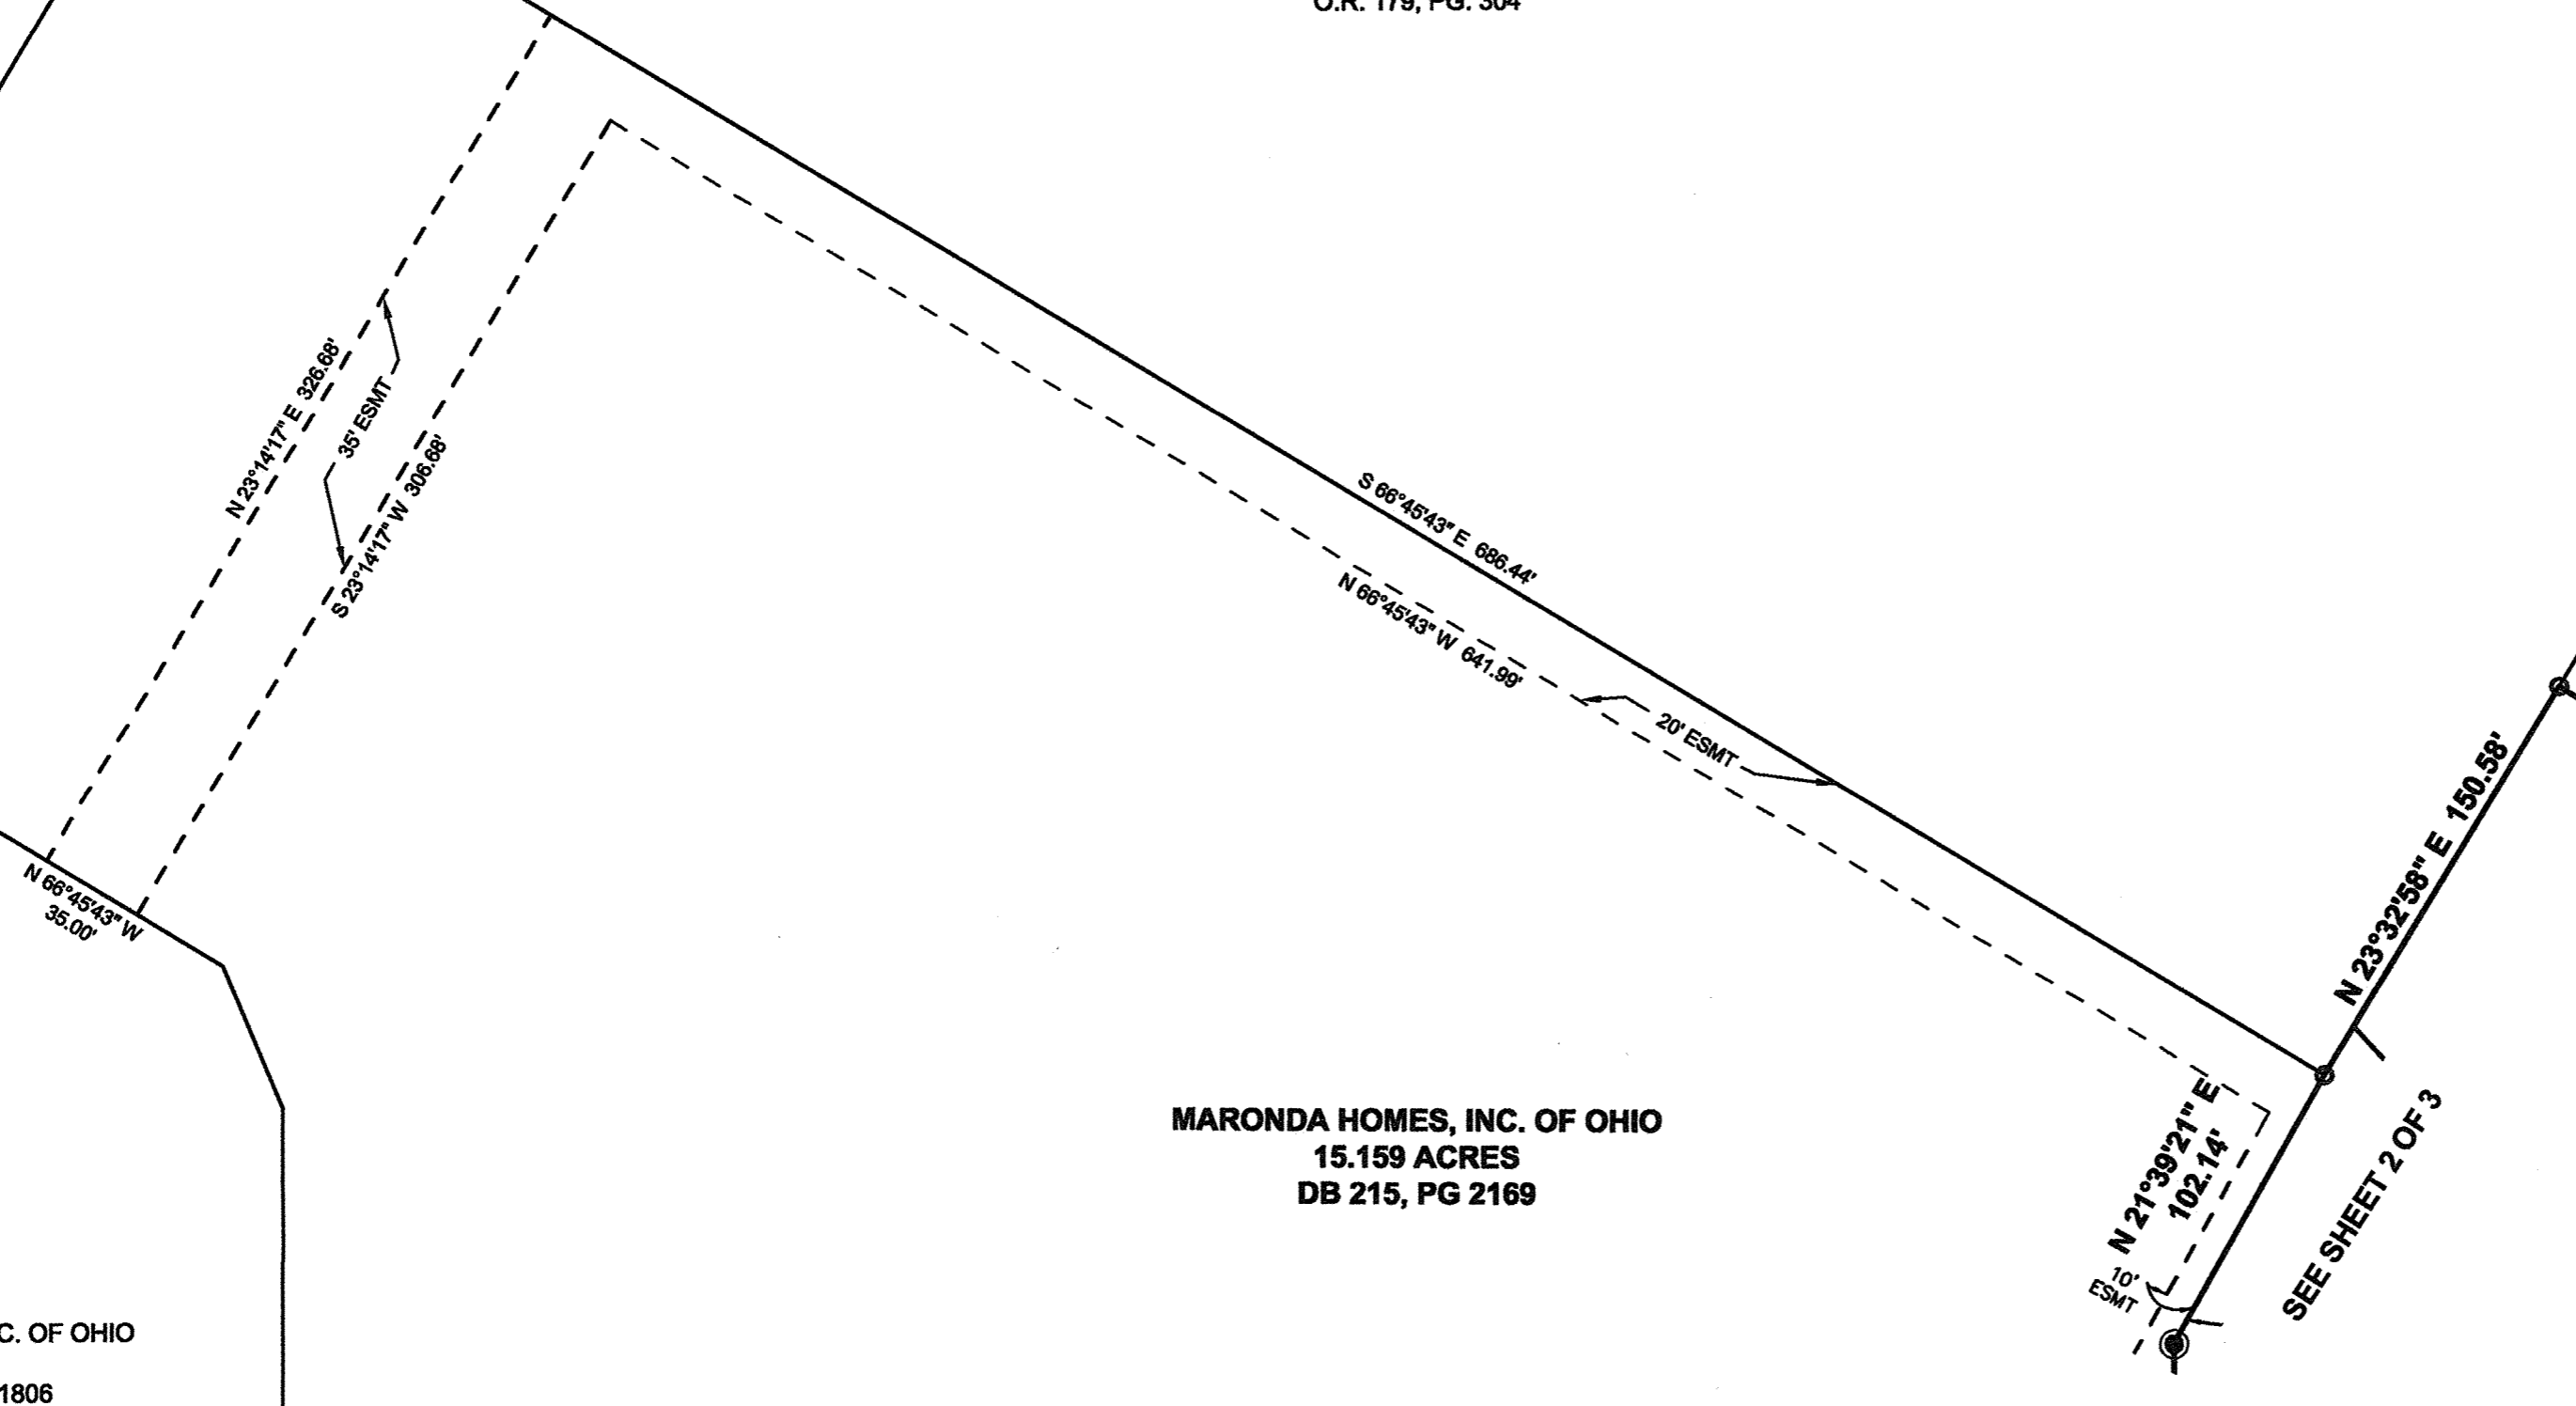 O.R. 179, PG. 304
N 23°14'17" E 326.68'
35' ESMT
S 23°14'17" W 306.68'
S 66°45'43" E 686.44'
N 66°45'43" W 641.99'
20' ESMT
N 23°32'58" E 150.58'
N 66°45'43" W
35.00'
MARONDA HOMES, INC. OF OHIO
15.159 ACRES
DB 215, PG 2169
N 21°39'21" E
102.14'
10'
ESMT
SEE SHEET 2 OF 3
C. OF OHIO
1806